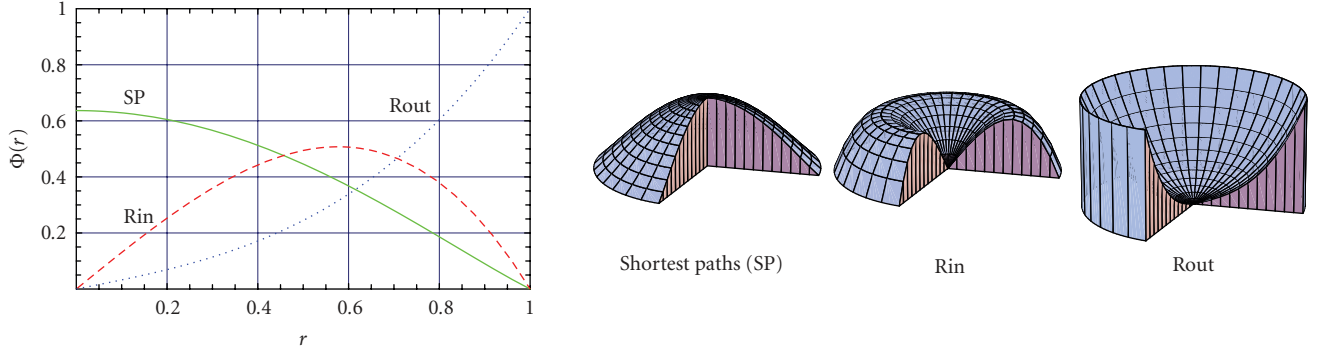 1
0.8
0.6
0.4
0.2
Φ(r)
SP
Rin
Rout
0.2 0.4 0.6 0.8 1
r
Shortest paths (SP)
Rin
Rout